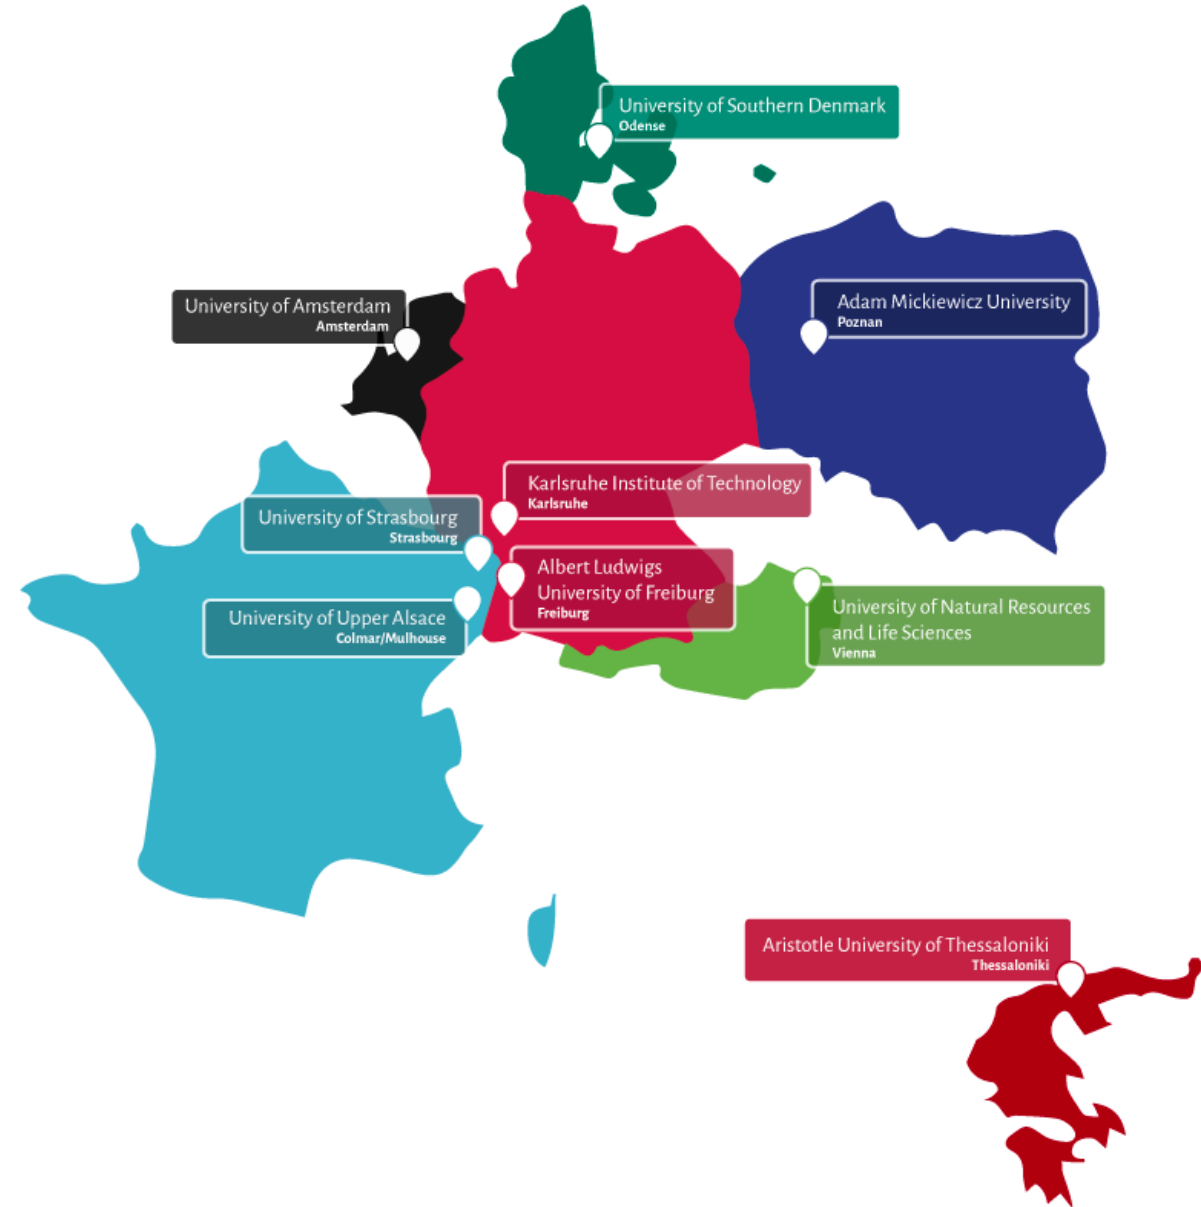 University of Southern Denmark
Odense
University of Amsterdam
Amsterdam
Adam Mickiewicz University
Poznan
Karlsruhe Institute of Technology
Karlsruhe
University of Strasbourg
Strasbourg
Albert Ludwigs
University of Freiburg
Freiburg
University of Upper Alsace
Colmar/Mulhouse
University of Natural Resources
and Life Sciences
Vienna
Aristotle University of Thessaloniki
Thessaloniki